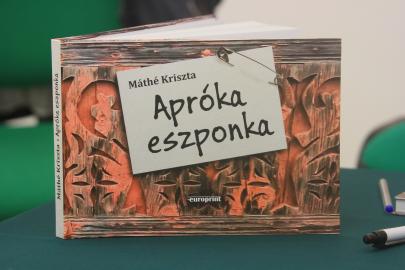 Máthé Kriszta
Apróka
eszponka
europrint
Máthé Kriszta - Apróka eszponka